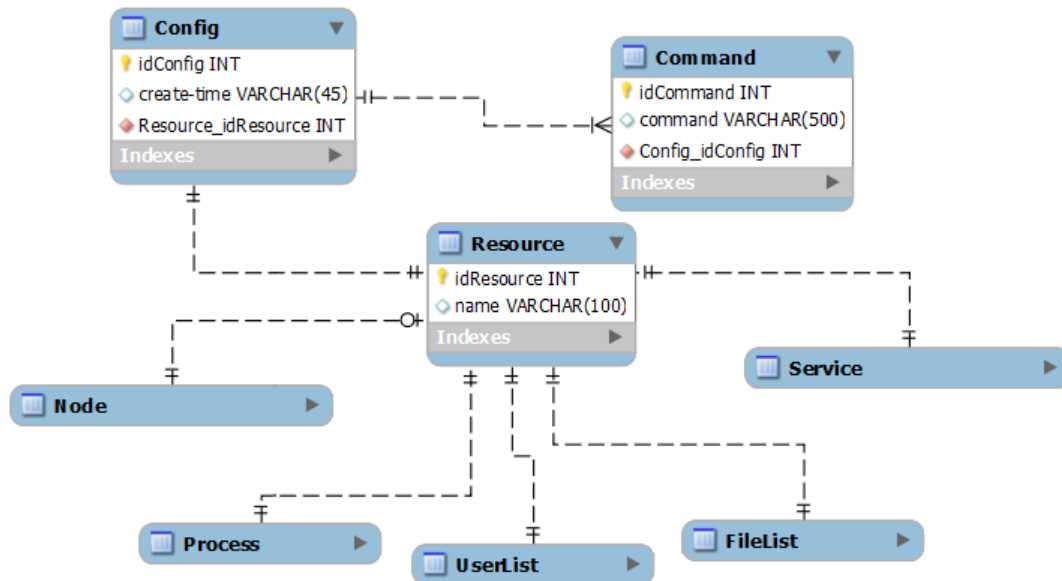 Config
idConfig INT
create-time VARCHAR(45)
Resource_idResource INT
Indexes
Command
idCommand INT
command VARCHAR(500)
Config_idConfig INT
Indexes
Resource
idResource INT
name VARCHAR(100)
Indexes
Service
Node
Process
UserList
FileList